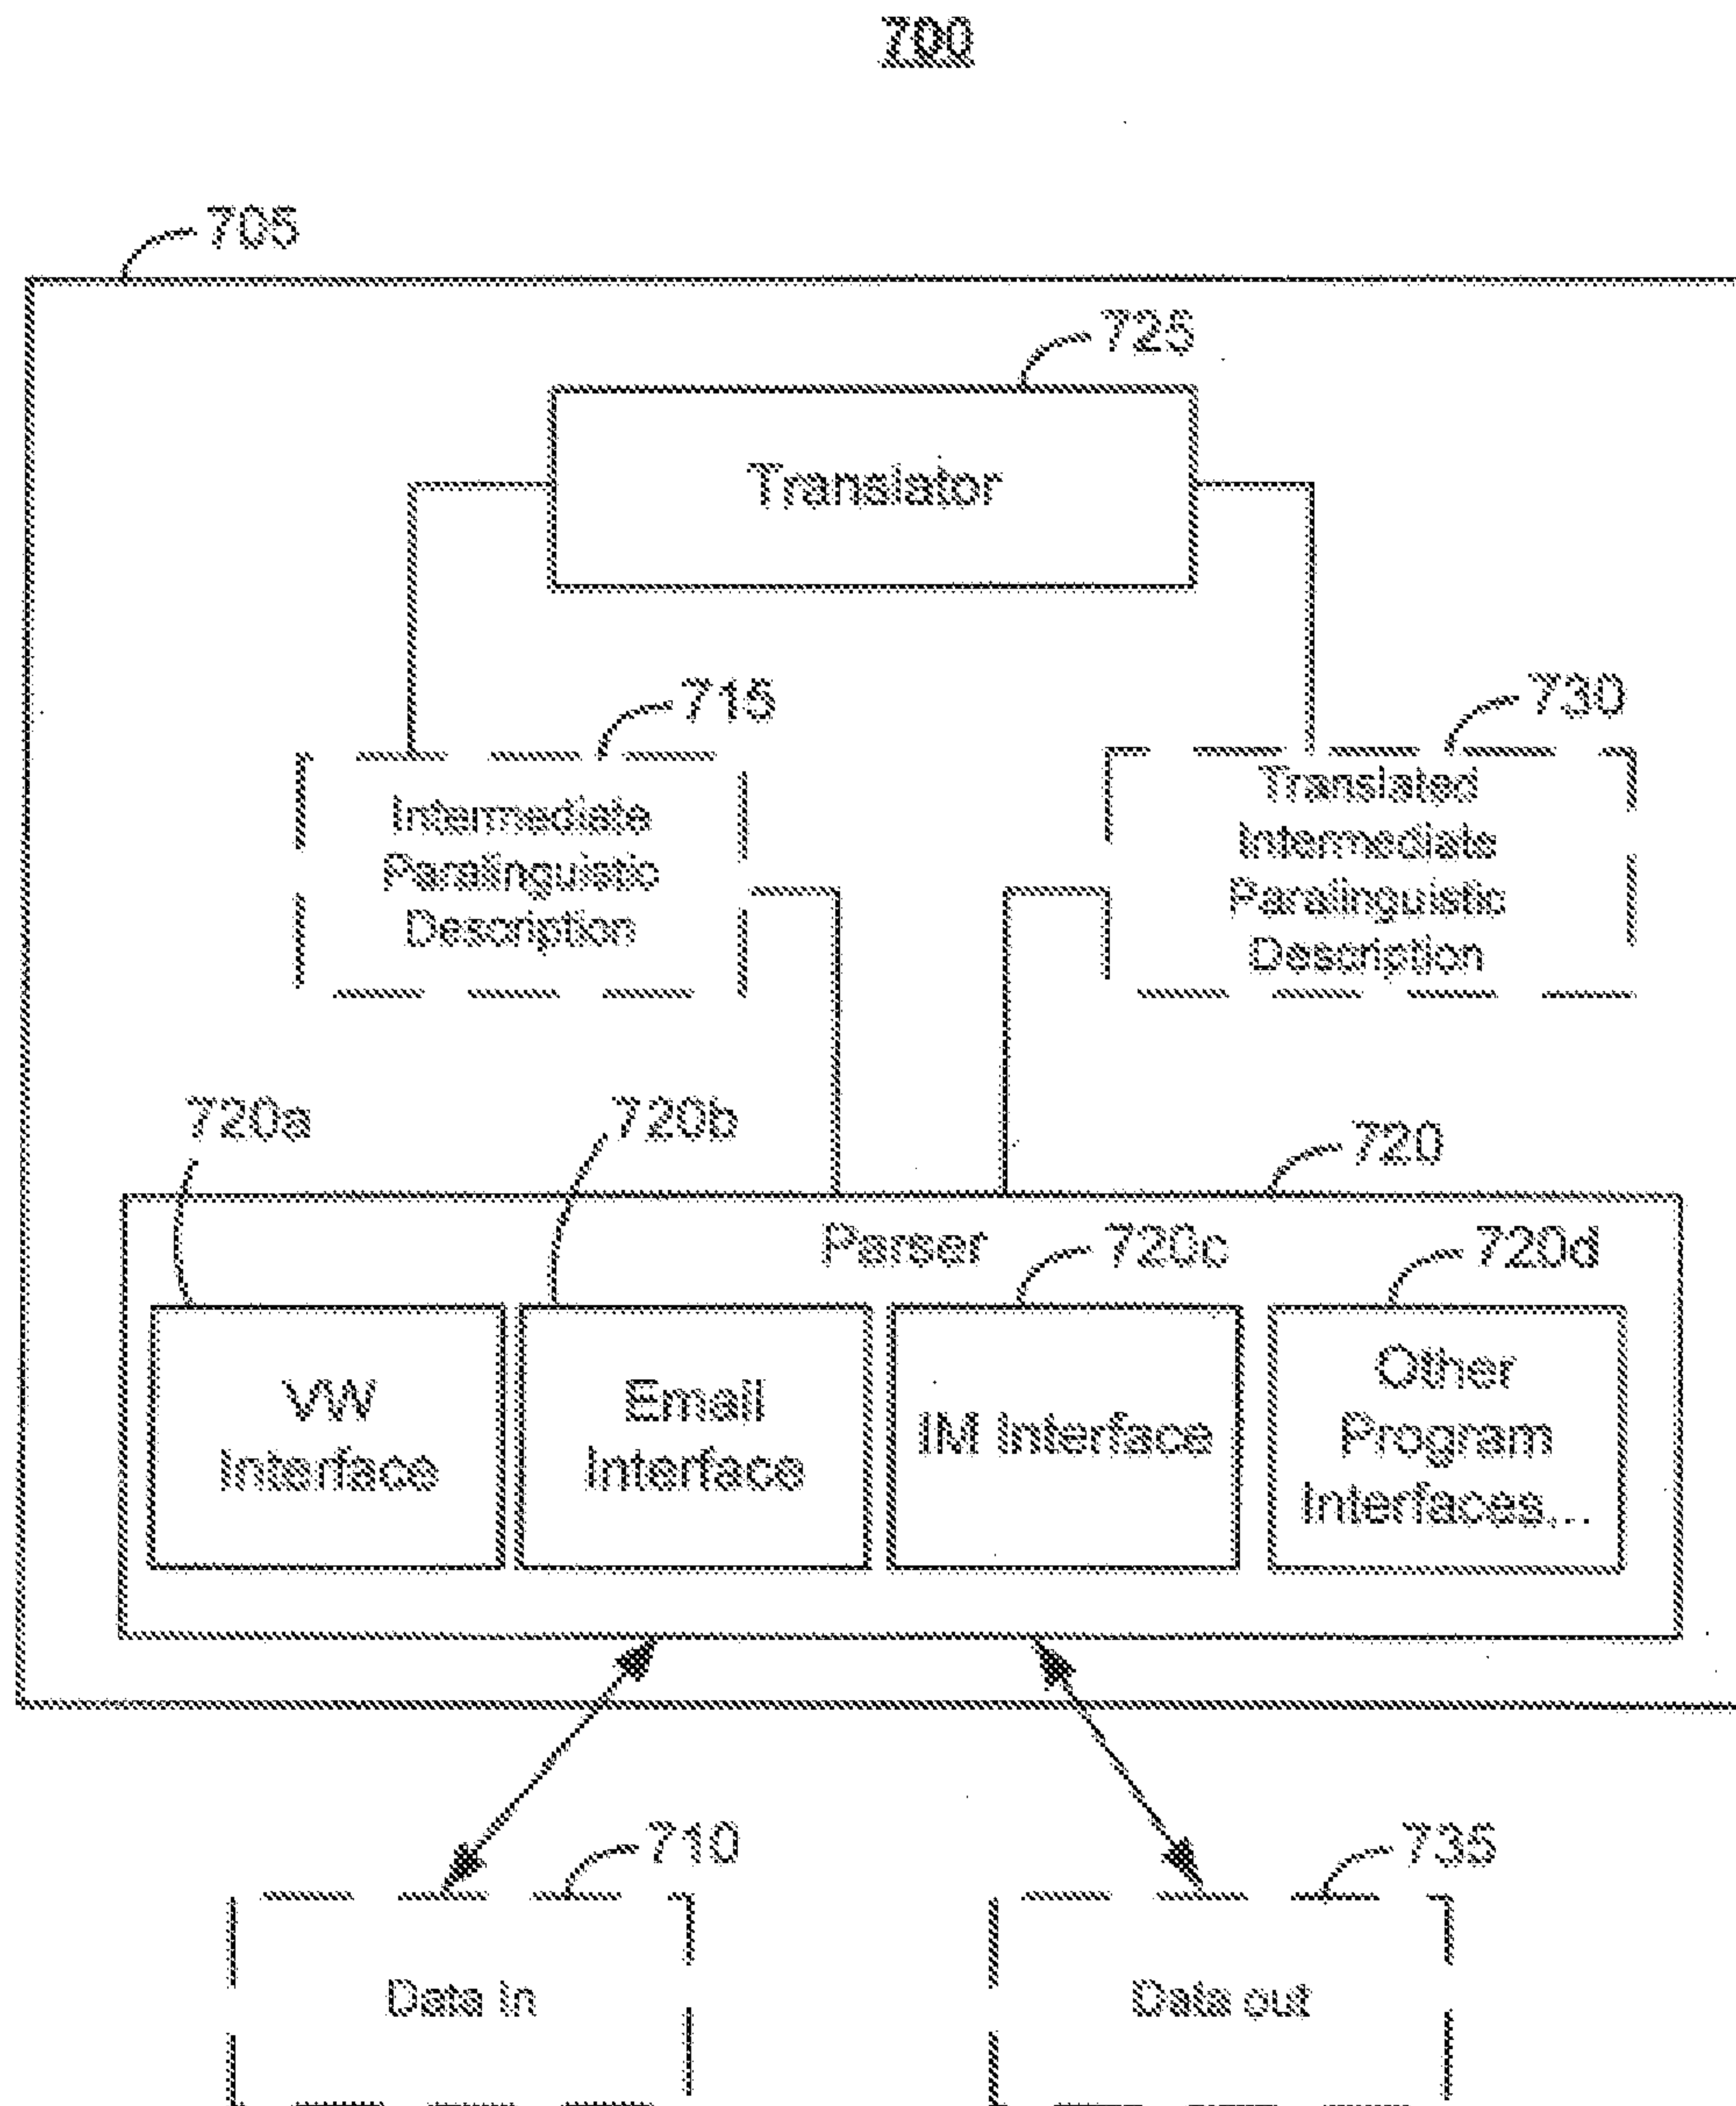 700
705
725
Translator
715
730
Intermediate
Paralinguistic
Description
Translated
Intermediate
Paralinguistic
Description
720a
720b
720
Parser
720c
720d
VW
Interface
Email
Interface
IM Interface
Other
Program
Interfaces...
710
735
Data in
Data out